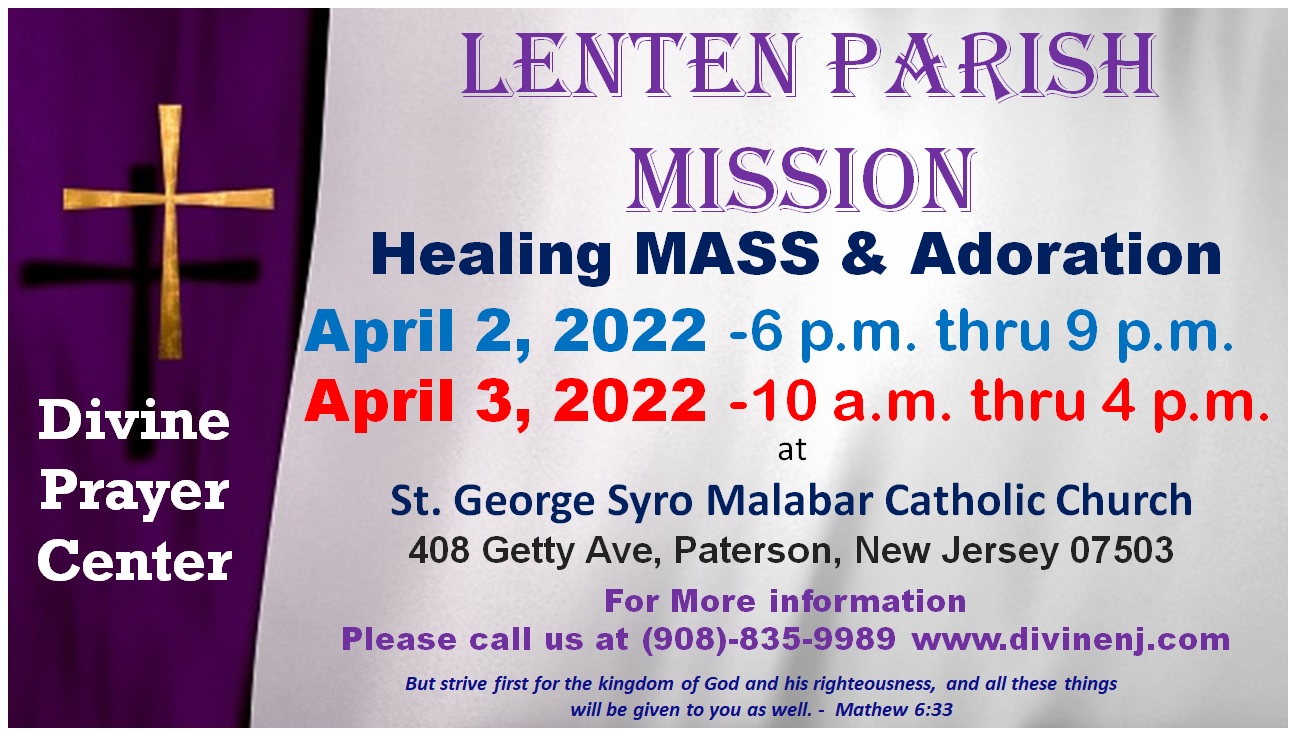 LENTEN PARISH
MISSION
Healing MASS & Adoration
April 2, 2022 -6 p.m. thru 9 p.m.
April 3, 2022 -10 a.m. thru 4 p.m.
at
St. George Syro Malabar Catholic Church
408 Getty Ave, Paterson, New Jersey 07503
For More information
Please call us at (908)-835-9989 www.divinenj.com
But strive first for the kingdom of God and his righteousness, and all these things
will be given to you as well. - Mathew 6:33
Divine
Prayer
Center